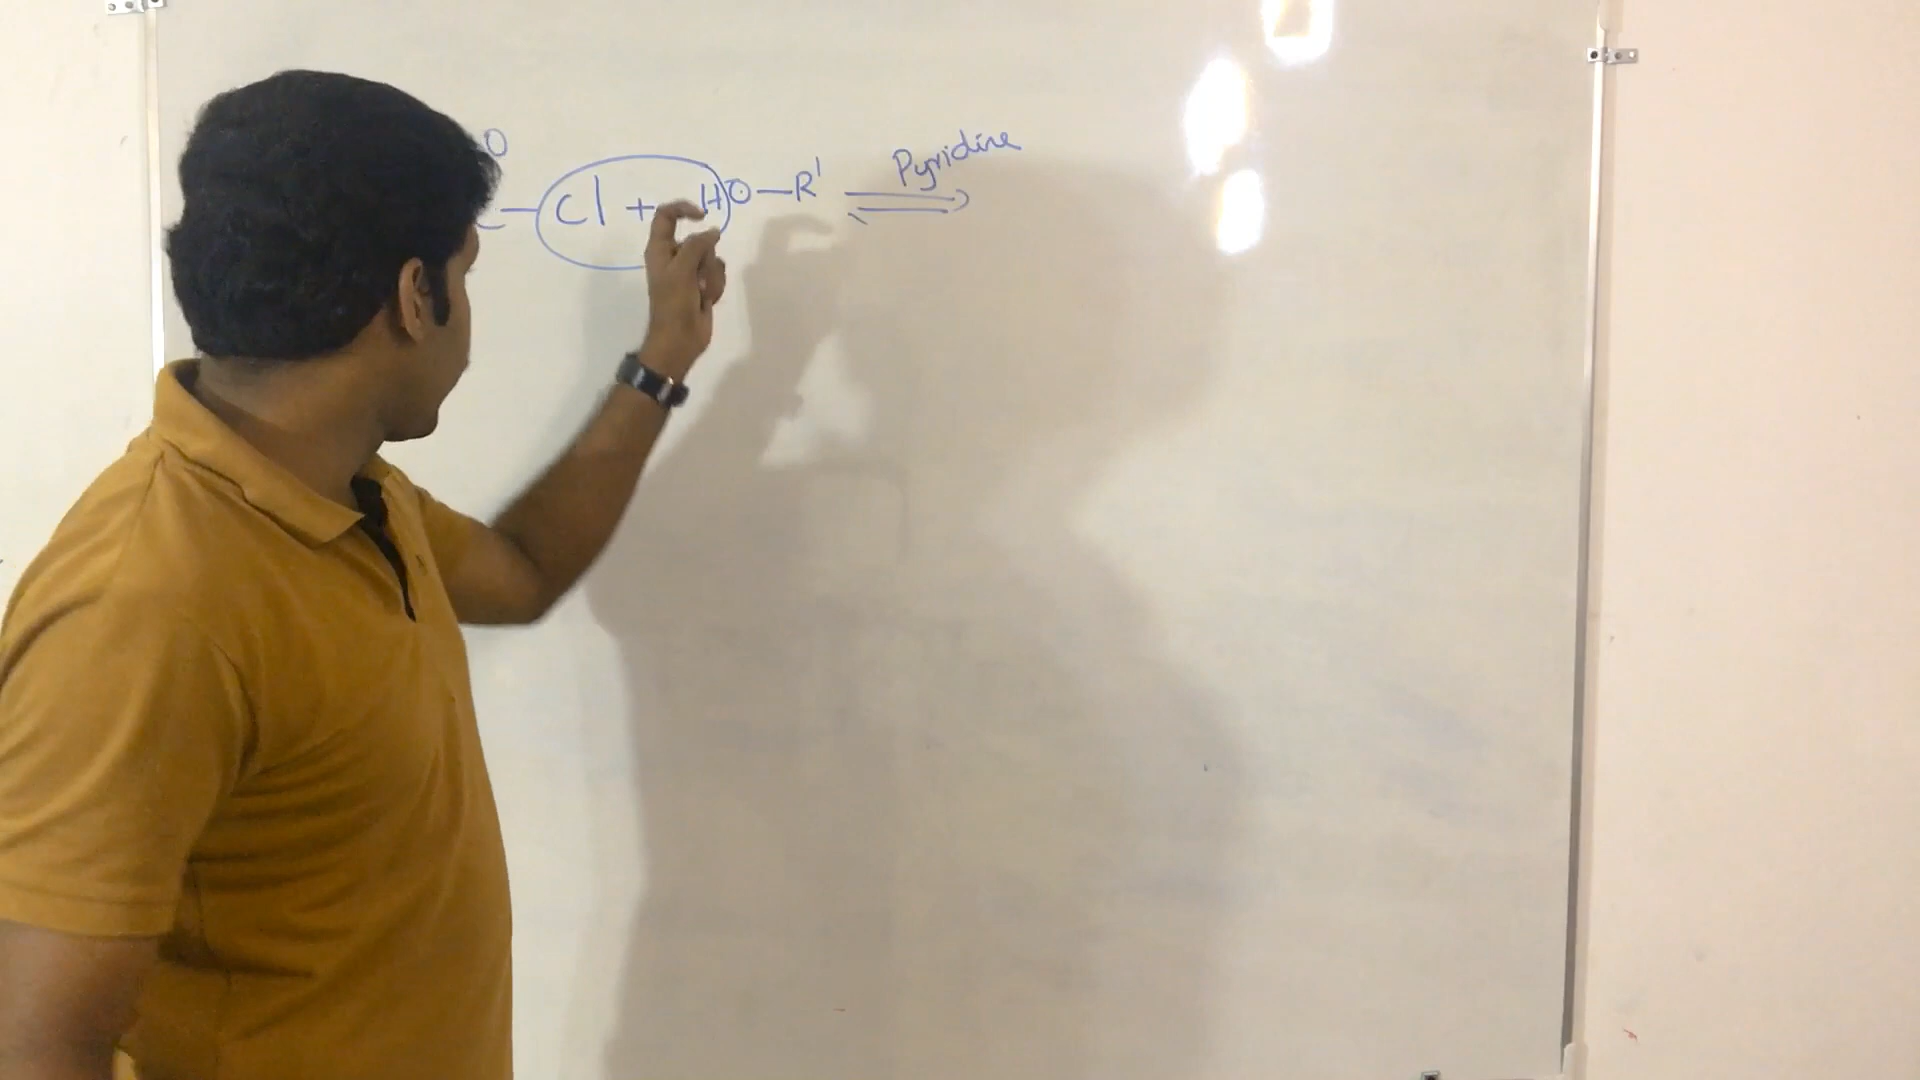 O
C—Cl + HO—R' ⇌ Pyridine